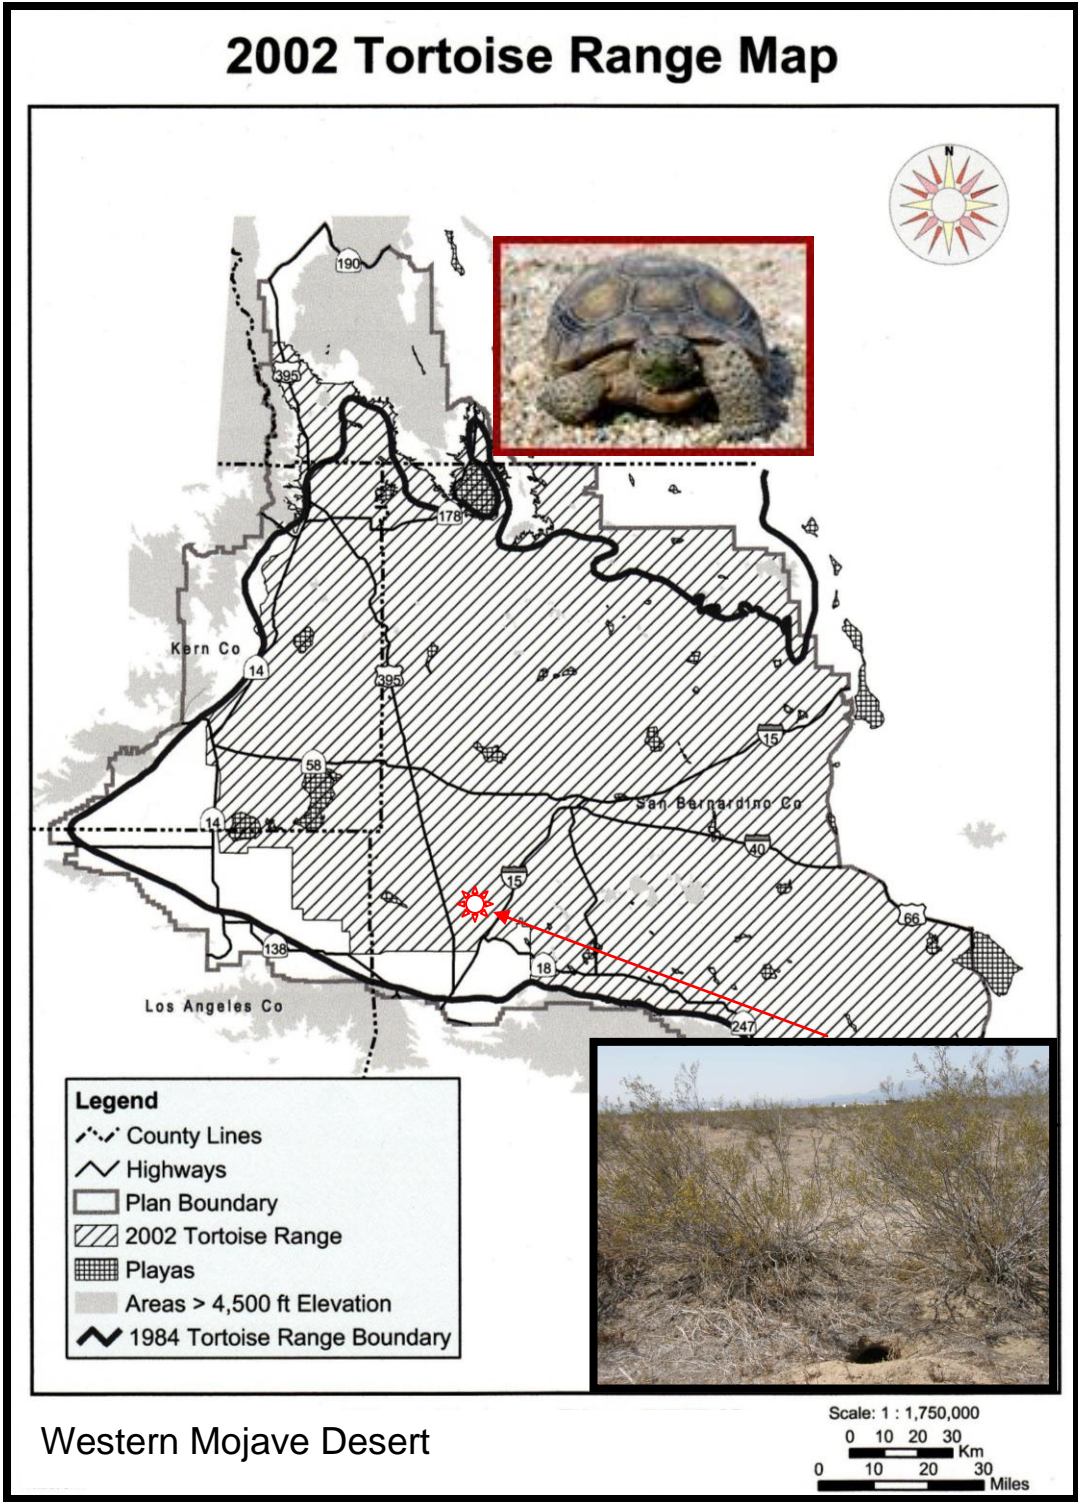 2002 Tortoise Range Map
N
190
395
178
Kern Co
14
395
15
58
San Bernardino Co
14
40
15
66
138
18
Los Angeles Co
247
Legend
County Lines
Highways
Plan Boundary
2002 Tortoise Range
Playas
Areas > 4,500 ft Elevation
1984 Tortoise Range Boundary
Western Mojave Desert
Scale: 1 : 1,750,000
0 10 20 30
Km
0 10 20 30
Miles